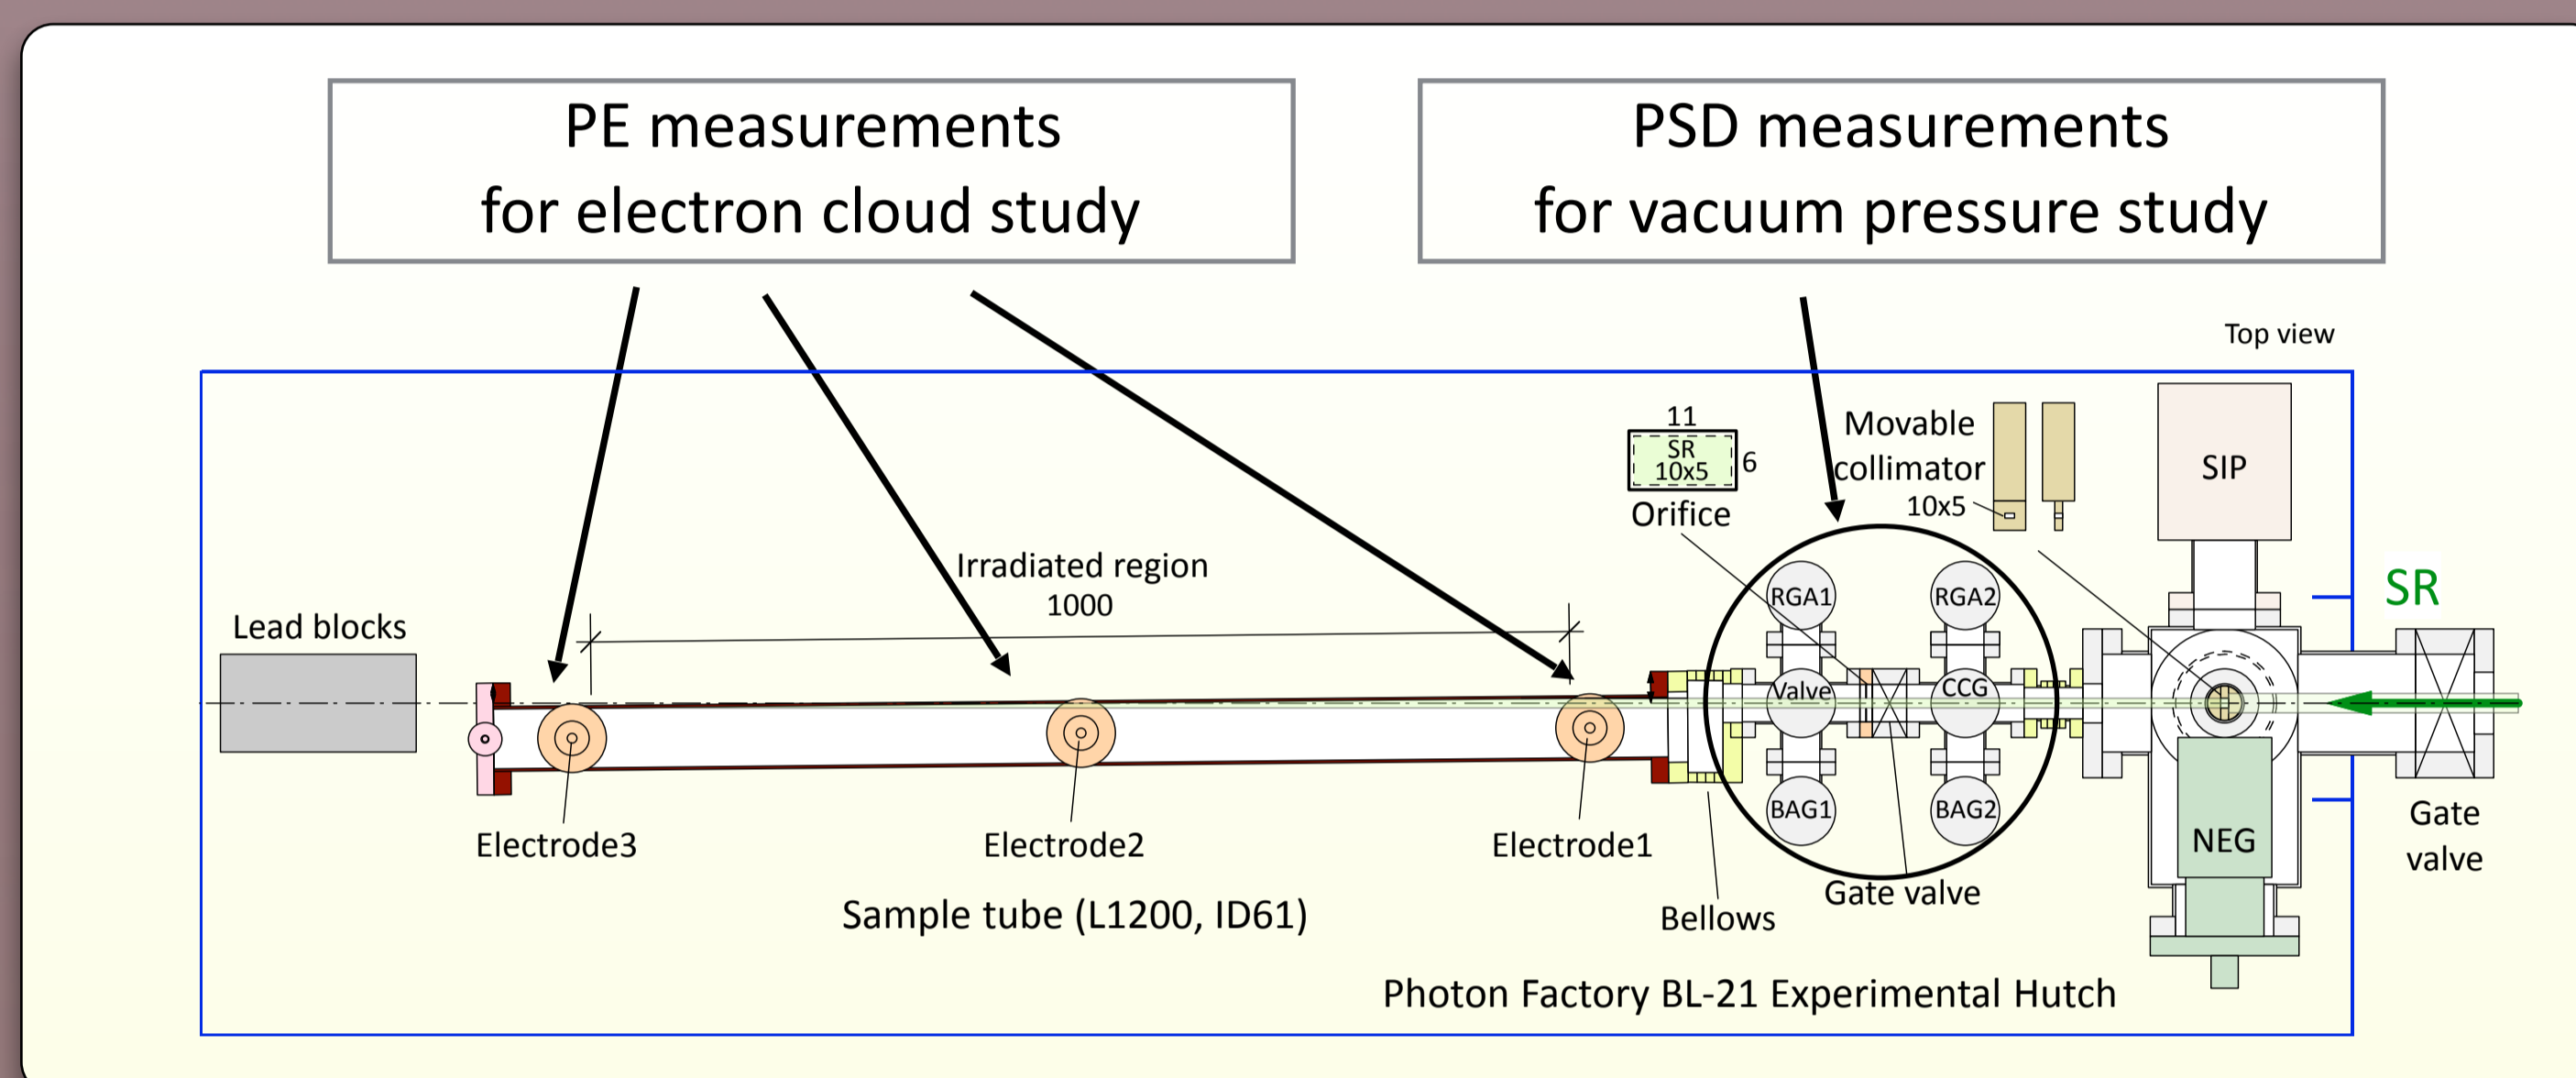 PE measurements
for electron cloud study
PSD measurements
for vacuum pressure study
Top view
11
SR
10x5
6
Orifice
Movable
collimator
10x5
SIP
SR
Irradiated region
1000
Lead blocks
RGA1
RGA2
Valve
CCG
BAG1
BAG2
NEG
Gate
valve
Electrode3
Electrode2
Electrode1
Gate valve
Bellows
Sample tube (L1200, ID61)
Photon Factory BL-21 Experimental Hutch